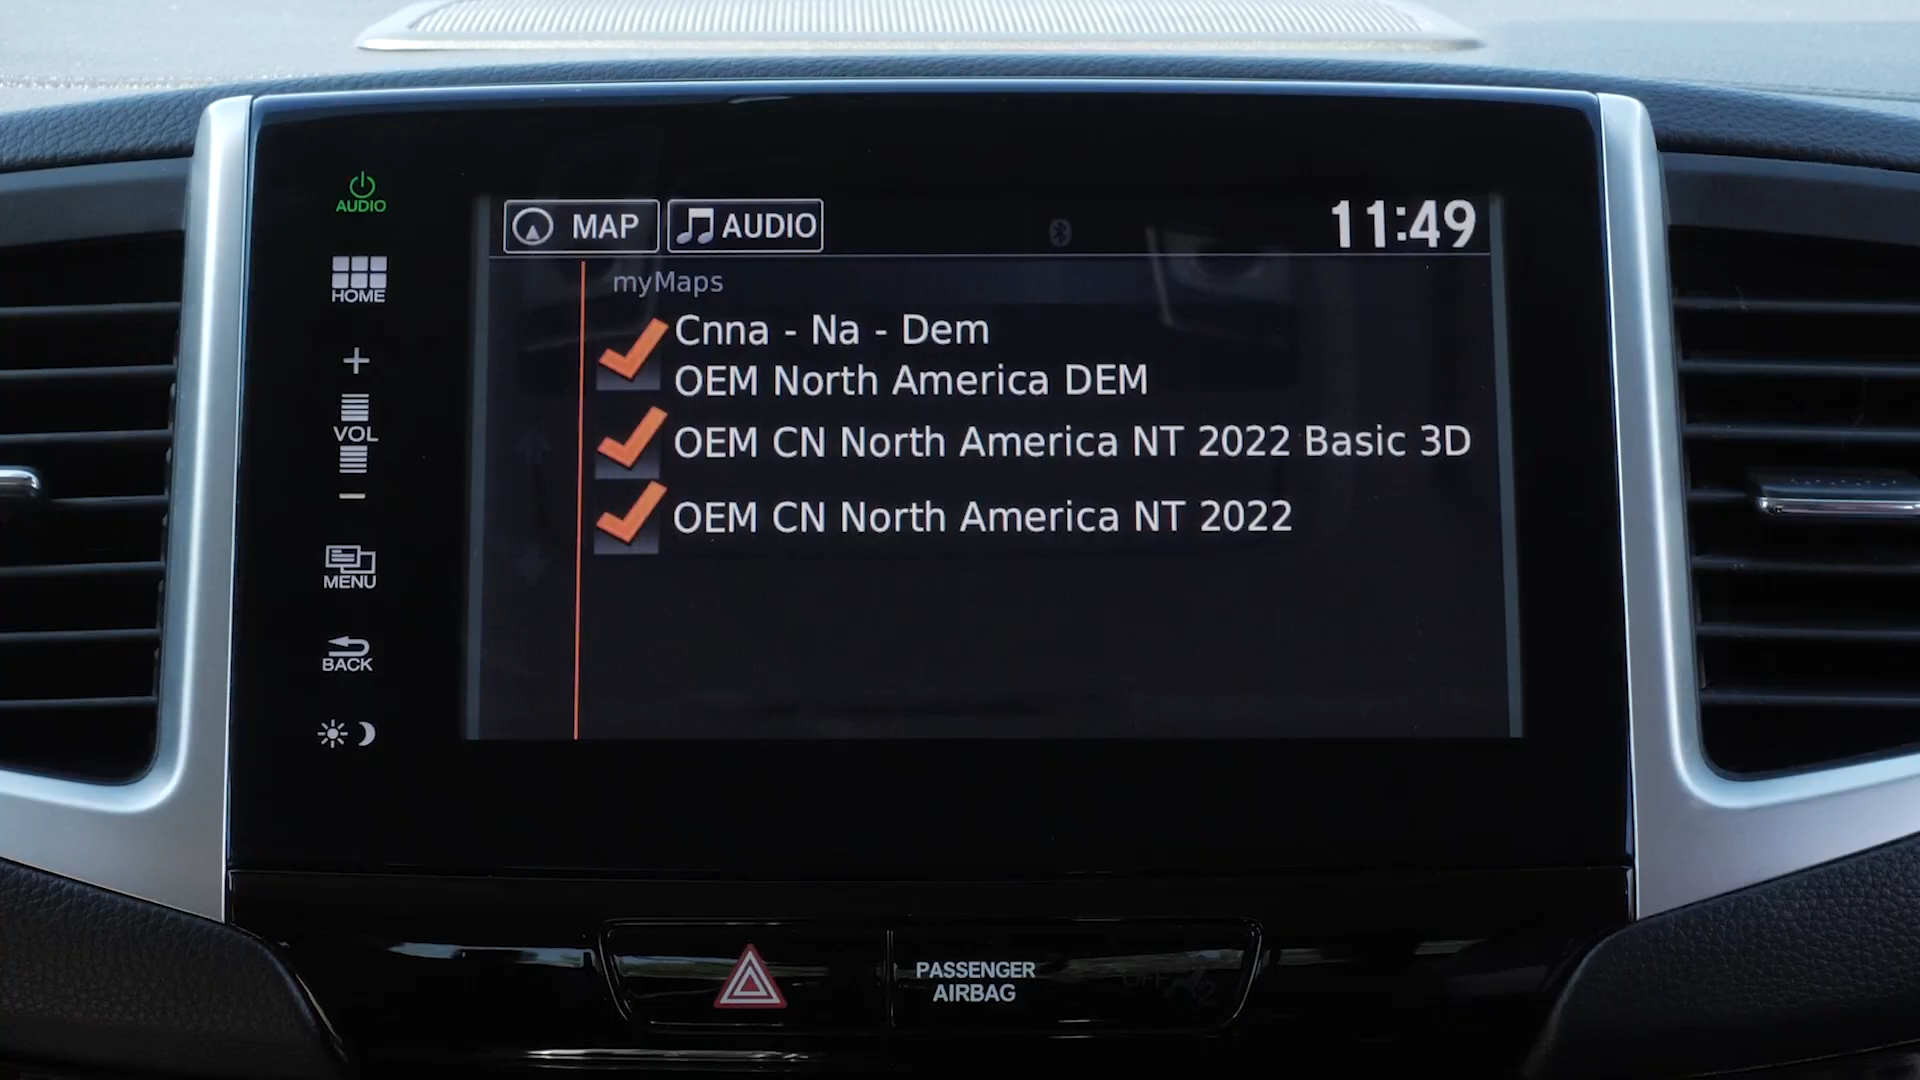 AUDIO
HOME
VOL
MENU
BACK
MAP
AUDIO
11:49
myMaps
Cnna - Na - Dem
OEM North America DEM
OEM CN North America NT 2022 Basic 3D
OEM CN North America NT 2022
PASSENGER
AIRBAG
OFF